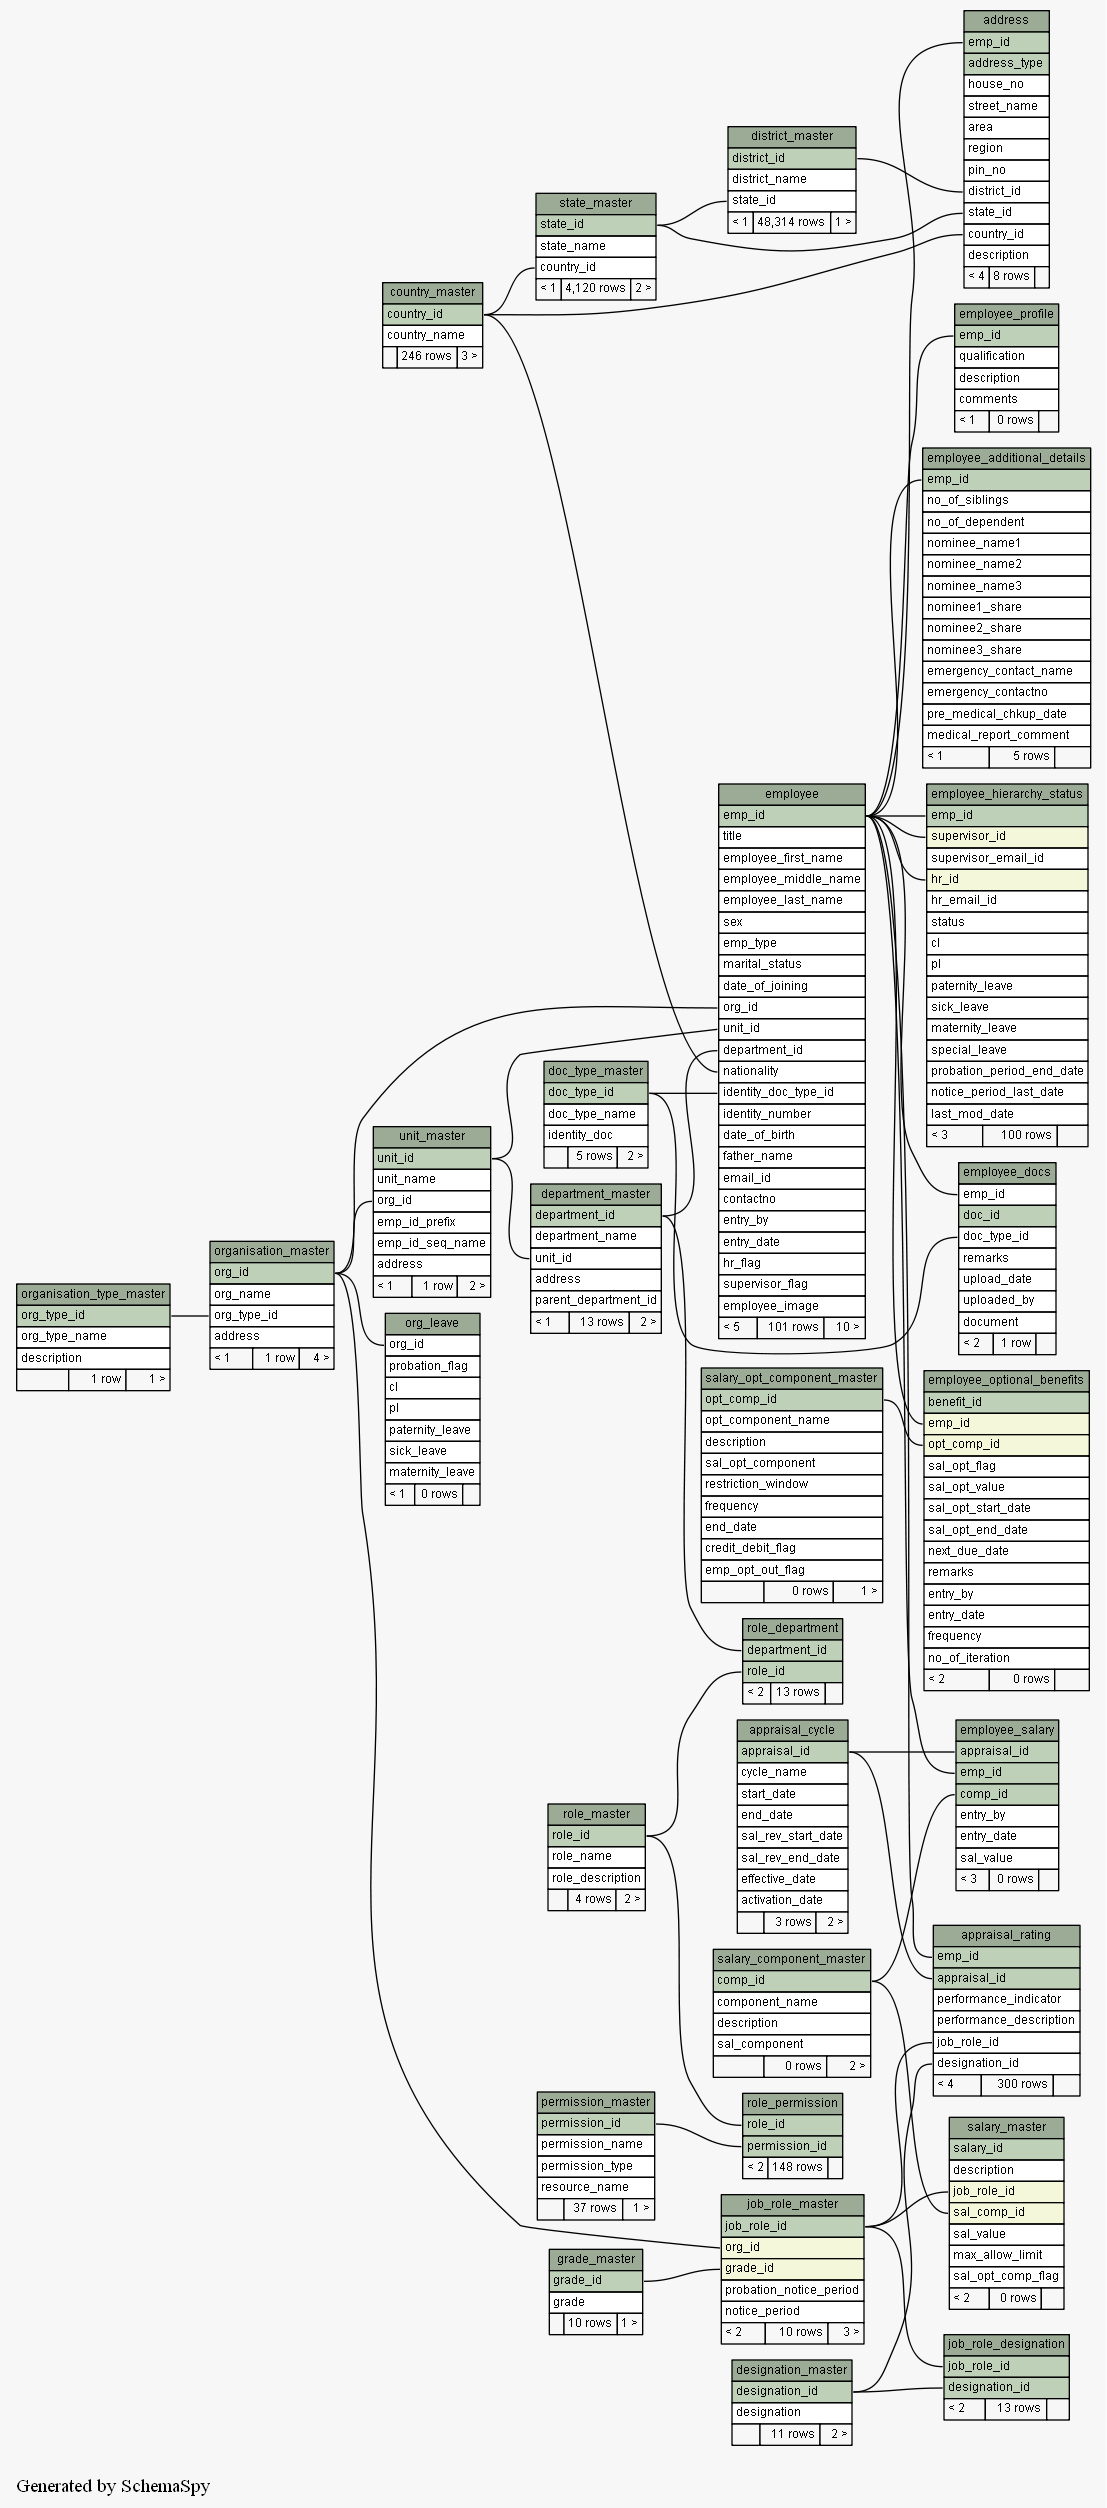 address
emp_id
address_type
house_no
street_name
area
region
pin_no
district_id
state_id
country_id
description
< 4 8 rows
district_master
district_id
district_name
state_id
< 1 48,314 rows 1 >
state_master
state_id
state_name
country_id
< 1 4,120 rows 2 >
country_master
country_id
country_name
246 rows 3 >
employee_profile
emp_id
qualification
description
comments
< 1 0 rows
employee_additional_details
emp_id
no_of_siblings
no_of_dependent
nominee_name1
nominee_name2
nominee_name3
nominee1_share
nominee2_share
nominee3_share
emergency_contact_name
emergency_contactno
pre_medical_chkup_date
medical_report_comment
< 1 5 rows
employee
emp_id
title
employee_first_name
employee_middle_name
employee_last_name
sex
emp_type
marital_status
date_of_joining
org_id
unit_id
department_id
nationality
identity_doc_type_id
identity_number
date_of_birth
father_name
email_id
contactno
entry_by
entry_date
hr_flag
supervisor_flag
employee_image
< 5 101 rows 10 >
employee_hierarchy_status
emp_id
supervisor_id
supervisor_email_id
hr_id
hr_email_id
status
cl
pl
paternity_leave
sick_leave
maternity_leave
special_leave
probation_period_end_date
notice_period_last_date
last_mod_date
< 3 100 rows
doc_type_master
doc_type_id
doc_type_name
identity_doc
5 rows 2 >
unit_master
unit_id
unit_name
org_id
emp_id_prefix
emp_id_seq_name
address
< 1 1 row 2 >
department_master
department_id
department_name
unit_id
address
parent_department_id
< 1 13 rows 2 >
employee_docs
emp_id
doc_id
doc_type_id
remarks
upload_date
uploaded_by
document
< 2 1 row
organisation_master
org_id
org_name
org_type_id
address
< 1 1 row 4 >
organisation_type_master
org_type_id
org_type_name
description
1 row 1 >
org_leave
org_id
probation_flag
cl
pl
paternity_leave
sick_leave
maternity_leave
< 1 0 rows
salary_opt_component_master
opt_comp_id
opt_component_name
description
sal_opt_component
restriction_window
frequency
end_date
credit_debit_flag
emp_opt_out_flag
0 rows 1 >
employee_optional_benefits
benefit_id
emp_id
opt_comp_id
sal_opt_flag
sal_opt_value
sal_opt_start_date
sal_opt_end_date
next_due_date
remarks
entry_by
entry_date
frequency
no_of_iteration
< 2 0 rows
role_department
department_id
role_id
< 2 13 rows
appraisal_cycle
appraisal_id
cycle_name
start_date
end_date
sal_rev_start_date
sal_rev_end_date
effective_date
activation_date
3 rows 2 >
employee_salary
appraisal_id
emp_id
comp_id
entry_by
entry_date
sal_value
< 3 0 rows
role_master
role_id
role_name
role_description
4 rows 2 >
appraisal_rating
emp_id
appraisal_id
performance_indicator
performance_description
job_role_id
designation_id
< 4 300 rows
salary_component_master
comp_id
component_name
description
sal_component
0 rows 2 >
permission_master
permission_id
permission_name
permission_type
resource_name
37 rows 1 >
role_permission
role_id
permission_id
< 2 148 rows
salary_master
salary_id
description
job_role_id
sal_comp_id
sal_value
max_allow_limit
sal_opt_comp_flag
< 2 0 rows
job_role_master
job_role_id
org_id
grade_id
probation_notice_period
notice_period
< 2 10 rows 3 >
grade_master
grade_id
grade
10 rows 1 >
job_role_designation
job_role_id
designation_id
< 2 13 rows
designation_master
designation_id
designation
11 rows 2 >
Generated by SchemaSpy